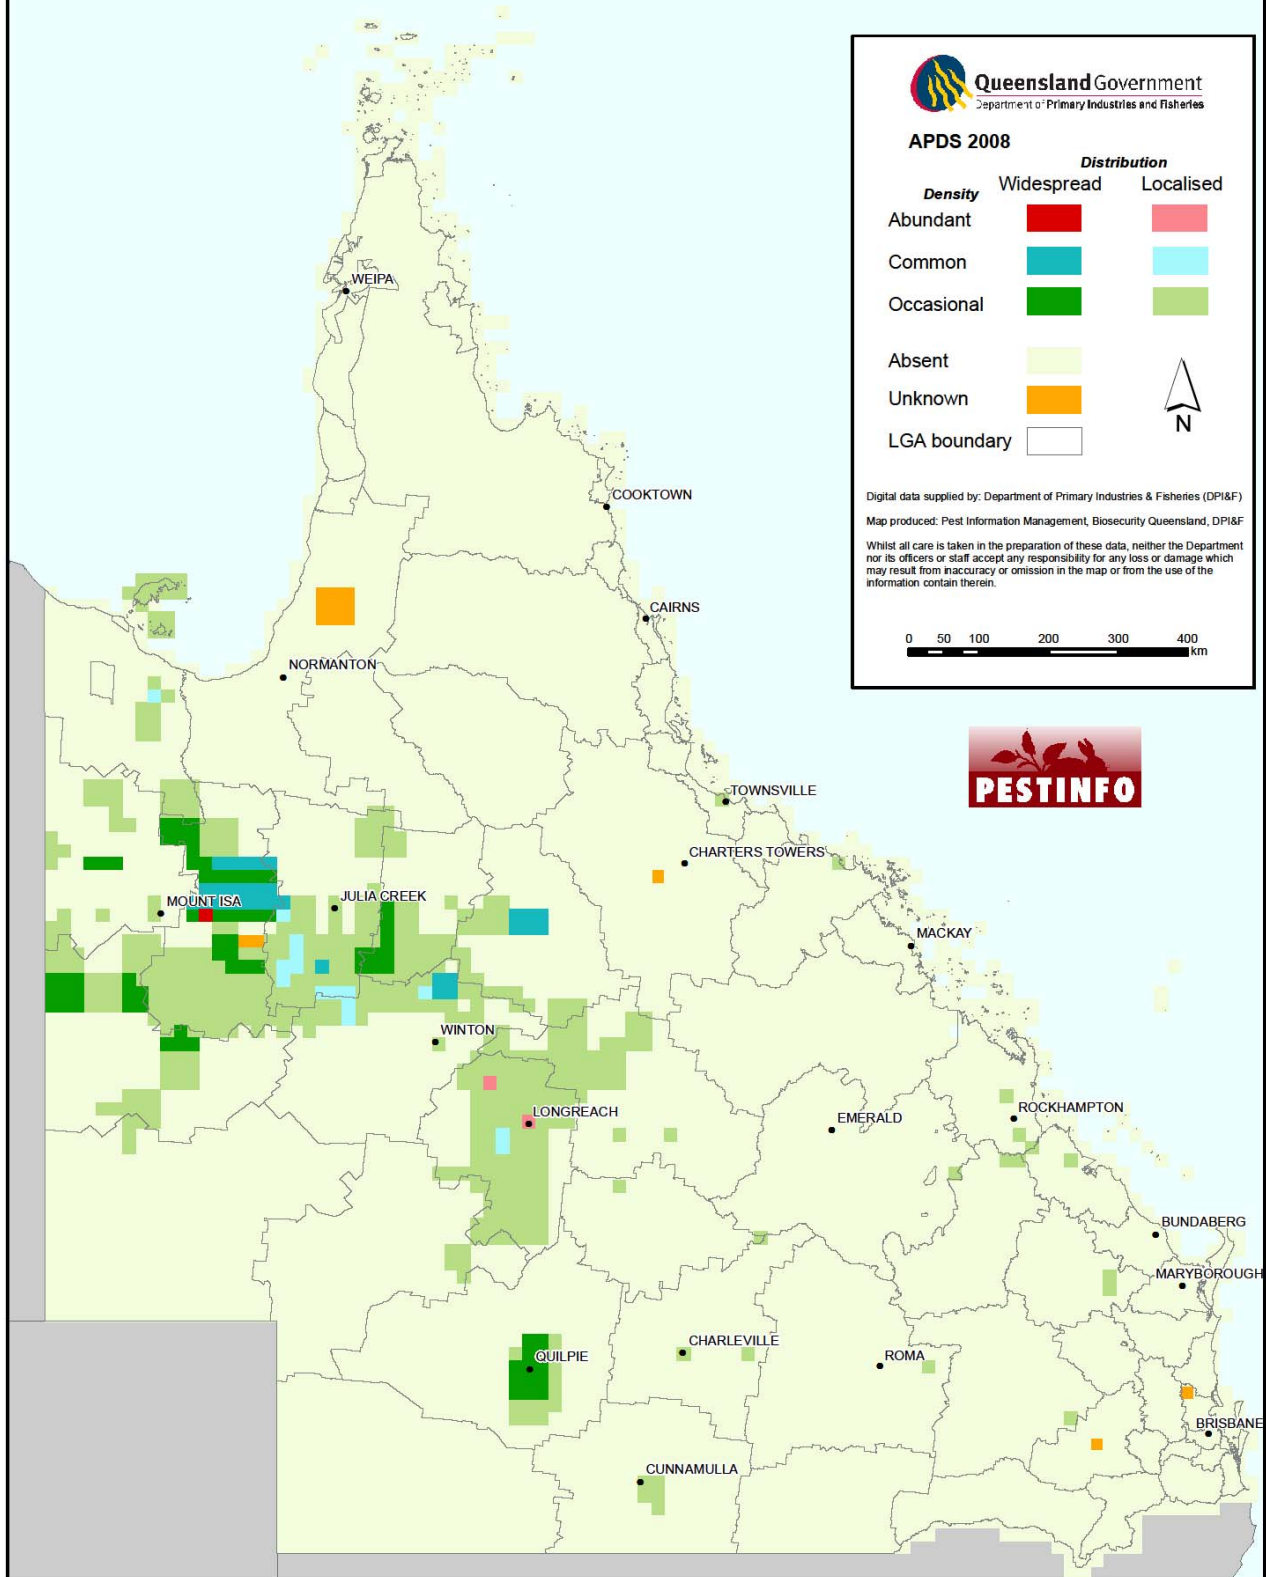 Queensland Government
Department of Primary Industries and Fisheries
APDS 2008
Distribution
Density Widespread Localised
Abundant
Common
Occasional
Absent
Unknown
LGA boundary
N
Digital data supplied by: Department of Primary Industries & Fisheries (DPI&F)
Map produced: Pest Information Management, Biosecurity Queensland, DPI&F
Whilst all care is taken in the preparation of these data, neither the Department
nor its officers or staff accept any responsibility for any loss or damage which
may result from inaccuracy or omission in the map or from the use of the
information contain therein.
0 50 100 200 300 400
km
PESTINFO
WEIPA
COOKTOWN
CAIRNS
NORMANTON
TOWNSVILLE
CHARTERS TOWERS
MOUNT ISA
JULIA CREEK
MACKAY
WINTON
LONGREACH
EMERALD
ROCKHAMPTON
BUNDABERG
MARYBOROUGH
QUILPIE
CHARLEVILLE
ROMA
BRISBANE
CUNNAMULLA